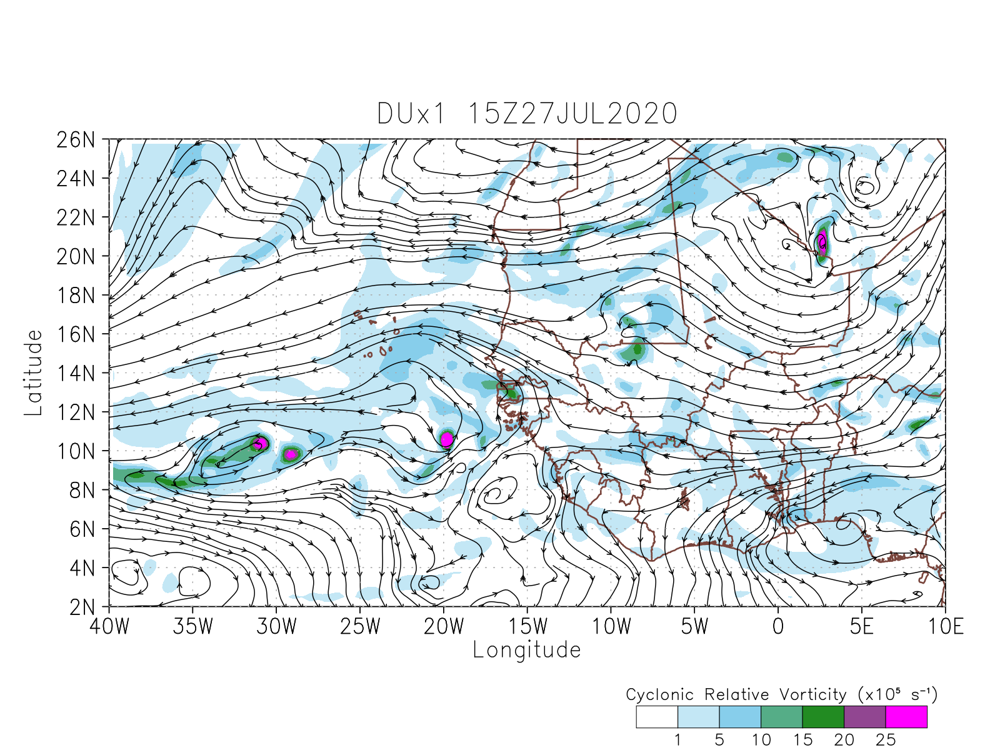 DUx1 15Z27JUL2020
26N
24N
22N
20N
18N
16N
14N
12N
10N
8N
6N
4N
2N
Latitude
40W 35W 30W 25W 20W 15W 10W 5W 0 5E 10E
Longitude
Cyclonic Relative Vorticity (x10⁵ s⁻¹)
1 5 10 15 20 25